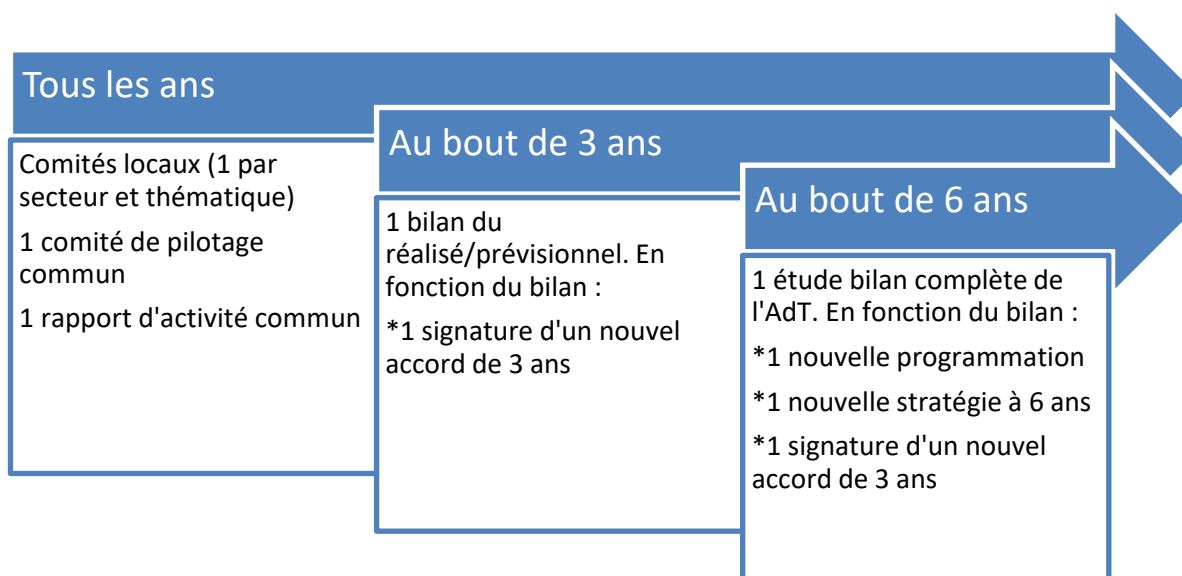 Tous les ans
Comités locaux (1 par
secteur et thématique)
1 comité de pilotage
commun
1 rapport d'activité commun
Au bout de 3 ans
1 bilan du
réalisé/prévisionnel. En
fonction du bilan :
*1 signature d'un nouvel
accord de 3 ans
Au bout de 6 ans
1 étude bilan complète de
l'AdT. En fonction du bilan :
*1 nouvelle programmation
*1 nouvelle stratégie à 6 ans
*1 signature d'un nouvel
accord de 3 ans